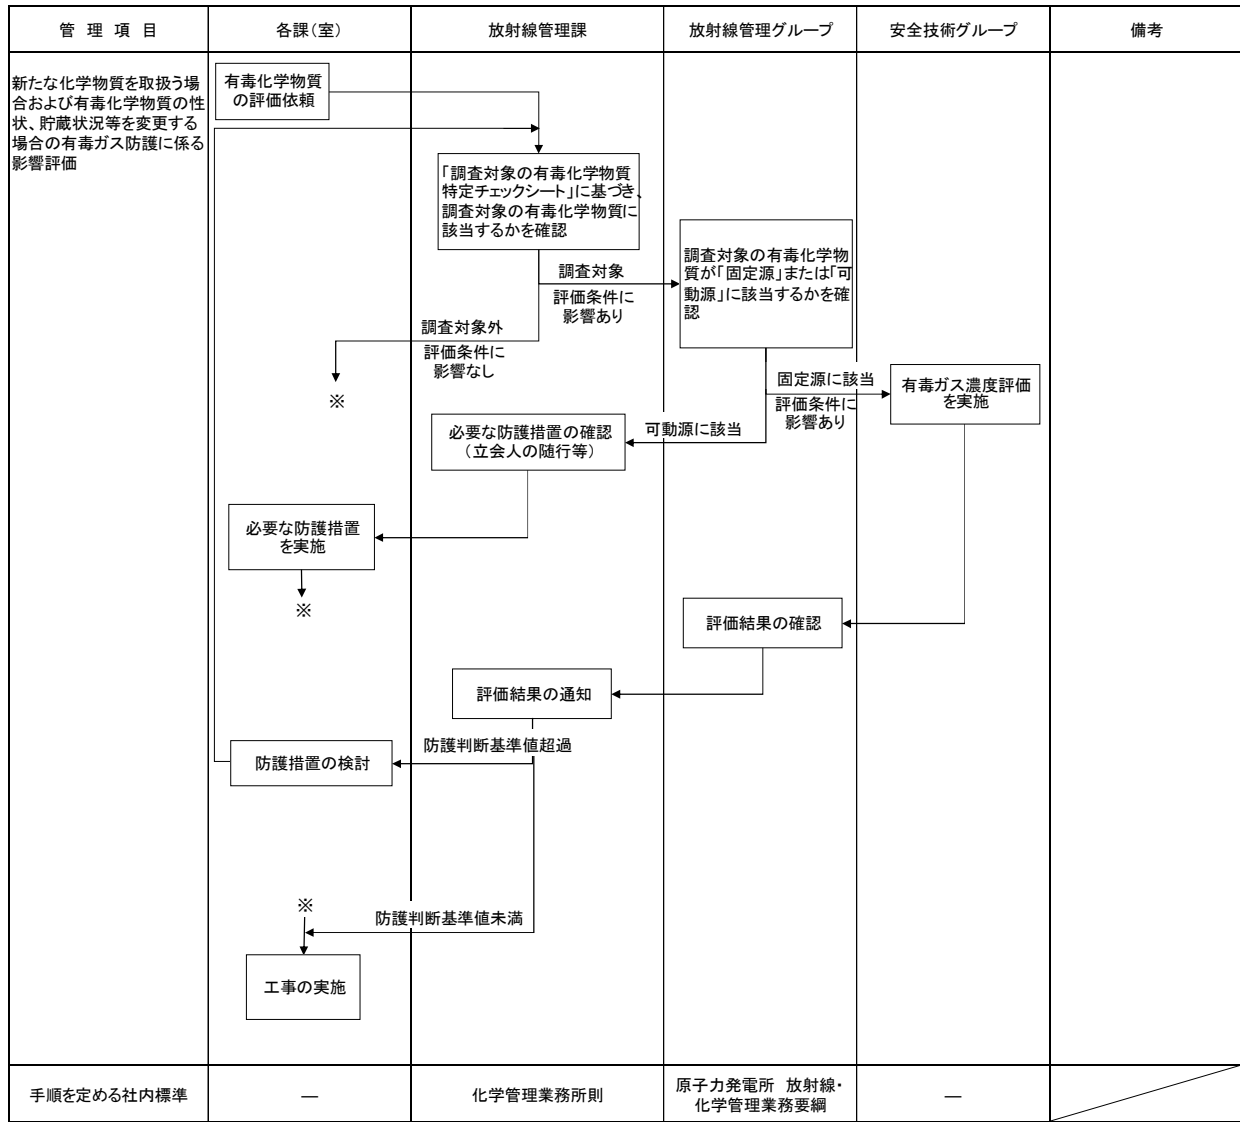 管 理 項 目
各課(室)
放射線管理課
放射線管理グループ
安全技術グループ
備考
新たな化学物質を取扱う場
合および有毒化学物質の性
状、貯蔵状況等を変更する
場合の有毒ガス防護に係る
影響評価
有毒化学物質
の評価依頼
「調査対象の有毒化学物質
特定チェックシート」に基づき、
調査対象の有毒化学物質に
該当するかを確認
調査対象
評価条件に
影響あり
調査対象の有毒化学物
質が「固定源」または「可
動源」に該当するかを確
認
調査対象外
評価条件に
影響なし
※
固定源に該当
評価条件に
影響あり
有毒ガス濃度評価
を実施
可動源に該当
必要な防護措置の確認
(立会人の随行等)
必要な防護措置
を実施
※
評価結果の確認
評価結果の通知
防護判断基準値超過
防護措置の検討
※
防護判断基準値未満
工事の実施
手順を定める社内標準
―
化学管理業務所則
原子力発電所 放射線・
化学管理業務要綱
―